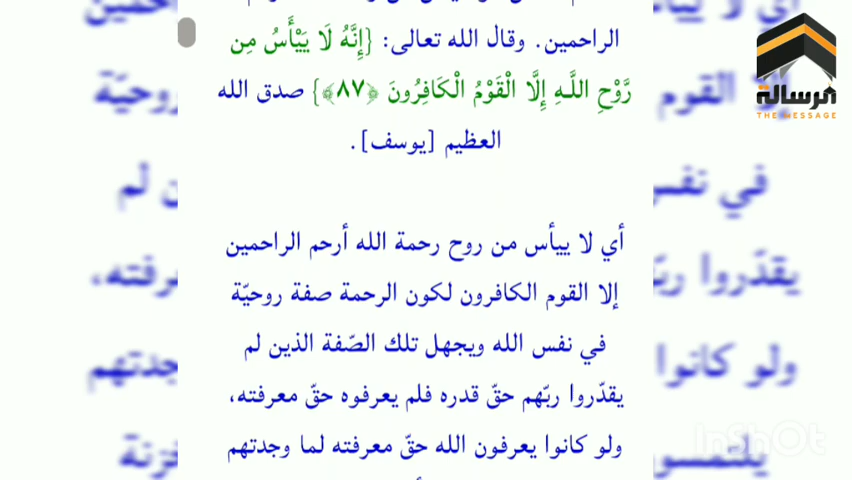 الراحمين. وقال الله تعالى: {إِنَّهُ لَا يَيْأَسُ مِن
رَّوْحِ اللَّـهِ إِلَّا الْقَوْمُ الْكَافِرُونَ ﴿٨٧﴾} صدق الله
العظيم [يوسف].
أي لا ييأس من روح رحمة الله أرحم الراحمين
إلا القوم الكافرون لكون الرحمة صفة روحيّة
في نفس الله ويجهل تلك الصّفة الذين لم
يقدّروا ربّهم حقّ قدره فلم يعرفوه حقّ معرفته،
ولو كانوا يعرفون الله حقّ معرفته لما وجدتهم
الرسالة
THE MESSAGE
InShOt